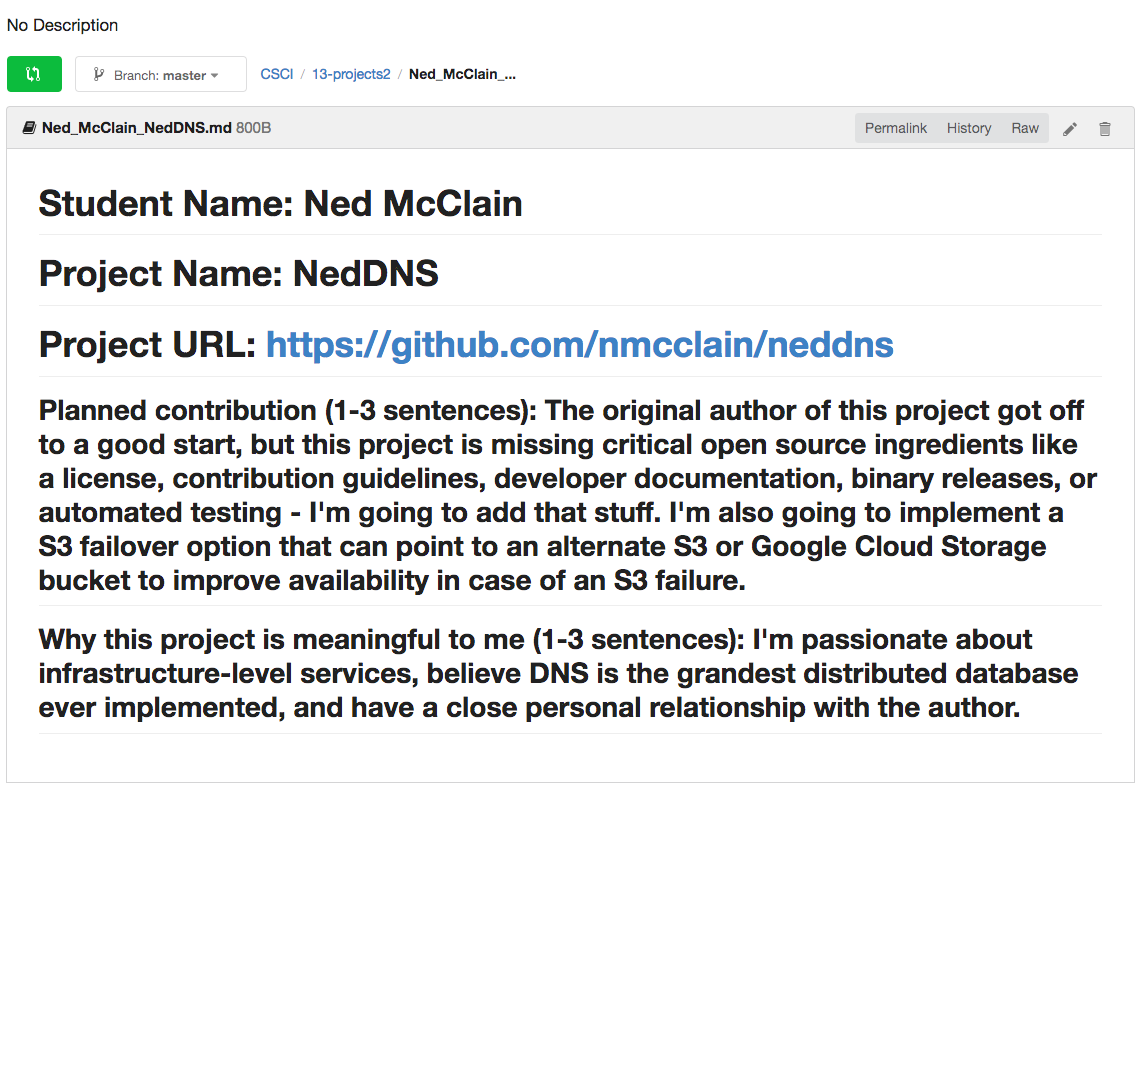 No Description
Branch: master CSCI / 13-projects2 / Ned_McClain_...
Ned_McClain_NedDNS.md 800B Permalink History Raw
Student Name: Ned McClain
Project Name: NedDNS
Project URL: https://github.com/nmcclain/neddns
Planned contribution (1-3 sentences): The original author of this project got off
to a good start, but this project is missing critical open source ingredients like
a license, contribution guidelines, developer documentation, binary releases, or
automated testing - I'm going to add that stuff. I'm also going to implement a
S3 failover option that can point to an alternate S3 or Google Cloud Storage
bucket to improve availability in case of an S3 failure.
Why this project is meaningful to me (1-3 sentences): I'm passionate about
infrastructure-level services, believe DNS is the grandest distributed database
ever implemented, and have a close personal relationship with the author.